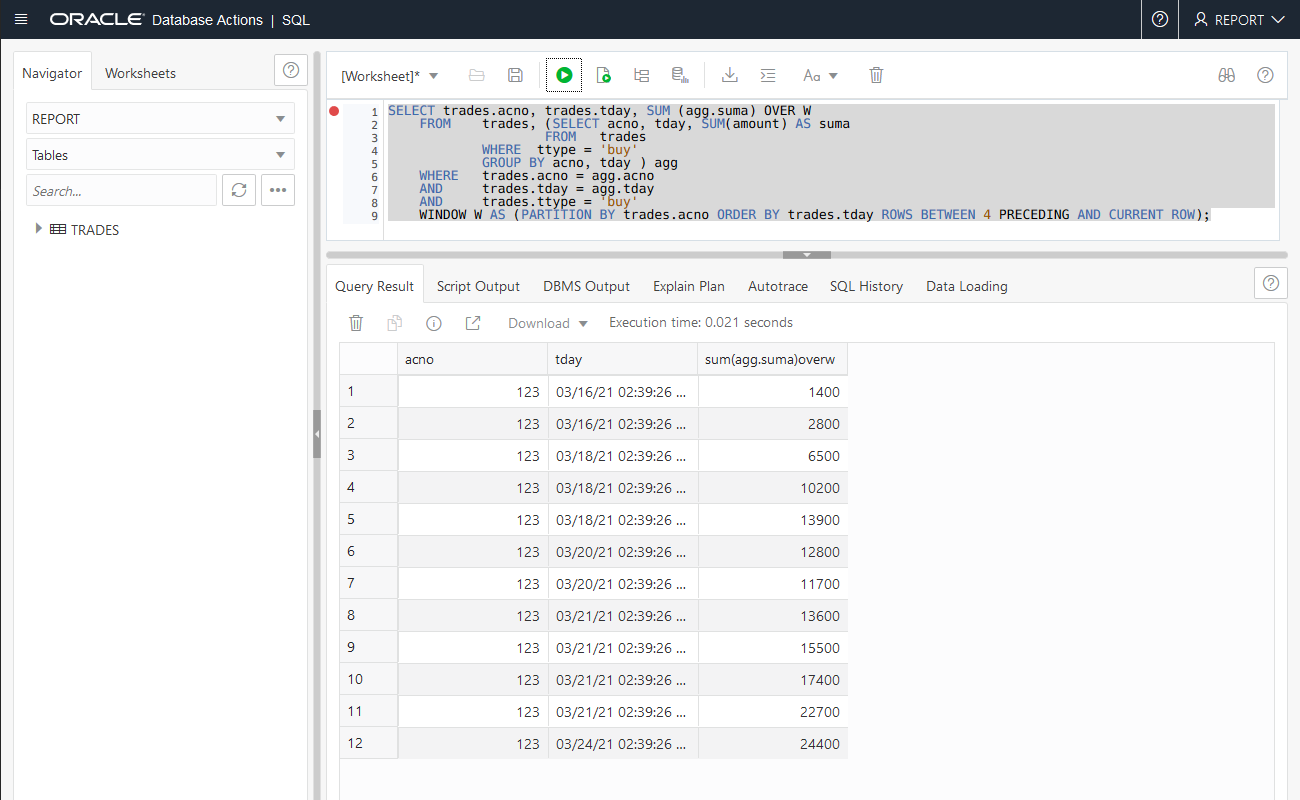 ORACLE Database Actions | SQL
REPORT
Navigator
Worksheets
REPORT
Tables
Search...
TRADES
[Worksheet]*
Aa
1 SELECT trades.acno, trades.tday, SUM (agg.suma) OVER W
2 FROM trades, (SELECT acno, tday, SUM(amount) AS suma
3 FROM trades
4 WHERE ttype = 'buy'
5 GROUP BY acno, tday ) agg
6 WHERE trades.acno = agg.acno
7 AND trades.tday = agg.tday
8 AND trades.ttype = 'buy'
9 WINDOW W AS (PARTITION BY trades.acno ORDER BY trades.tday ROWS BETWEEN 4 PRECEDING AND CURRENT ROW);
Query Result Script Output DBMS Output Explain Plan Autotrace SQL History Data Loading
Download Execution time: 0.021 seconds
acno tday sum(agg.suma)overw
1 123 03/16/21 02:39:26 ... 1400
2 123 03/16/21 02:39:26 ... 2800
3 123 03/18/21 02:39:26 ... 6500
4 123 03/18/21 02:39:26 ... 10200
5 123 03/18/21 02:39:26 ... 13900
6 123 03/20/21 02:39:26 ... 12800
7 123 03/20/21 02:39:26 ... 11700
8 123 03/21/21 02:39:26 ... 13600
9 123 03/21/21 02:39:26 ... 15500
10 123 03/21/21 02:39:26 ... 17400
11 123 03/21/21 02:39:26 ... 22700
12 123 03/24/21 02:39:26 ... 24400